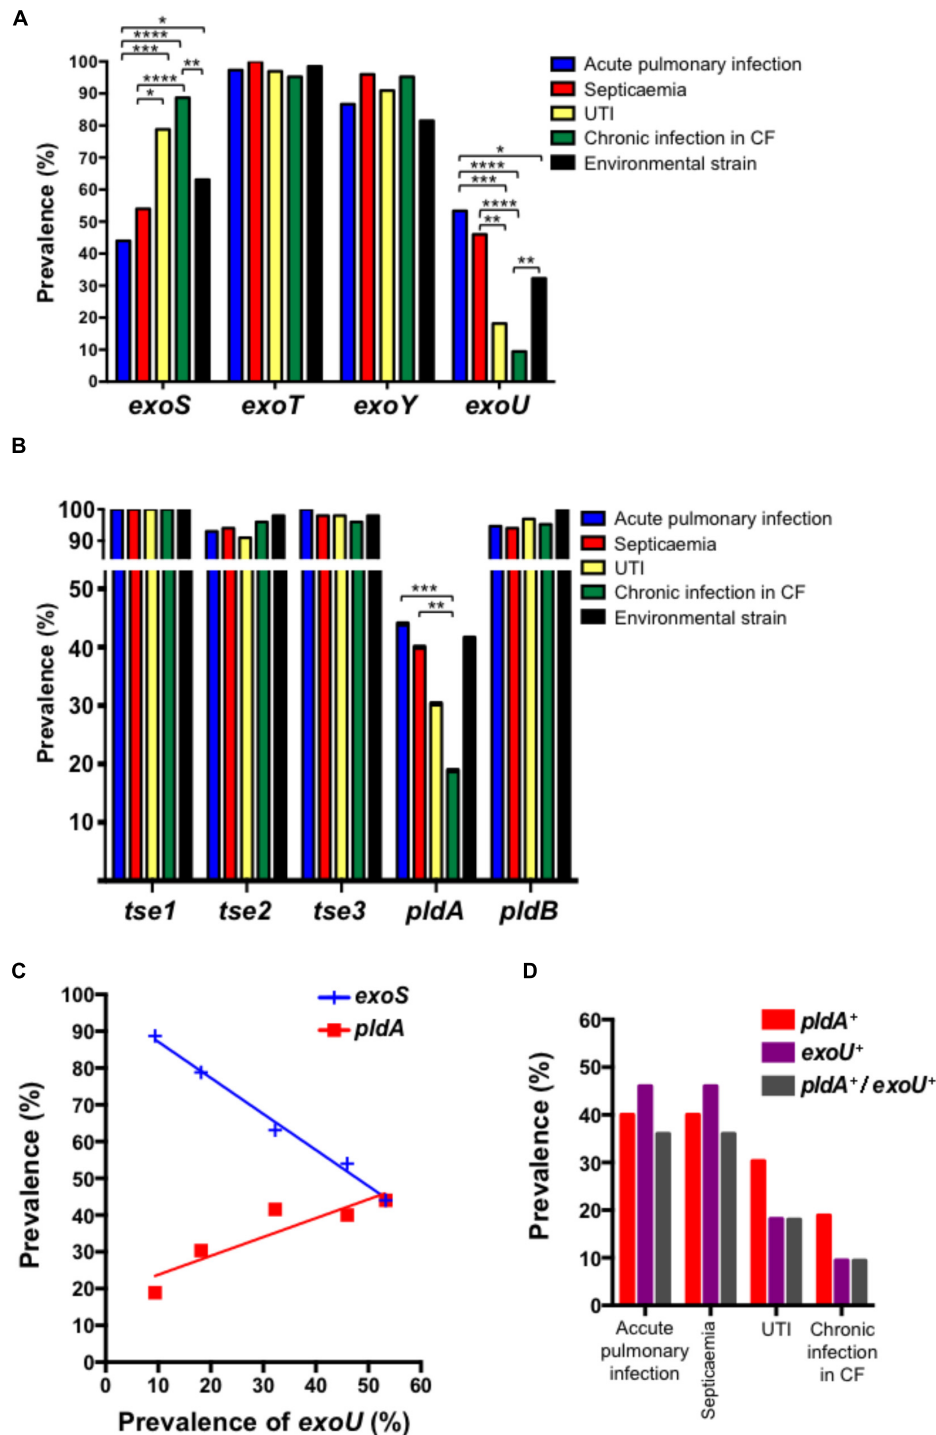 A
*
****
***
**
****
*
100
90
80
70
60
50
40
30
20
10
0
Prevalence (%)
exoS
exoT
exoY
exoU
*
****
***
****
**
**
Acute pulmonary infection
Septicaemia
UTI
Chronic infection in CF
Environmental strain
B
100
90
50
40
30
20
10
Prevalence (%)
***
**
tse1
tse2
tse3
pldA
pldB
Acute pulmonary infection
Septicaemia
UTI
Chronic infection in CF
Environmental strain
C
100
90
80
70
60
50
40
30
20
10
0
Prevalence (%)
exoS
pldA
0
10
20
30
40
50
60
Prevalence of exoU (%)
D
60
50
40
30
20
10
0
Prevalence (%)
pldA+
exoU+
pldA+/exoU+
Accute
pulmonary
infection
Septicaemia
UTI
Chronic
infection
in CF